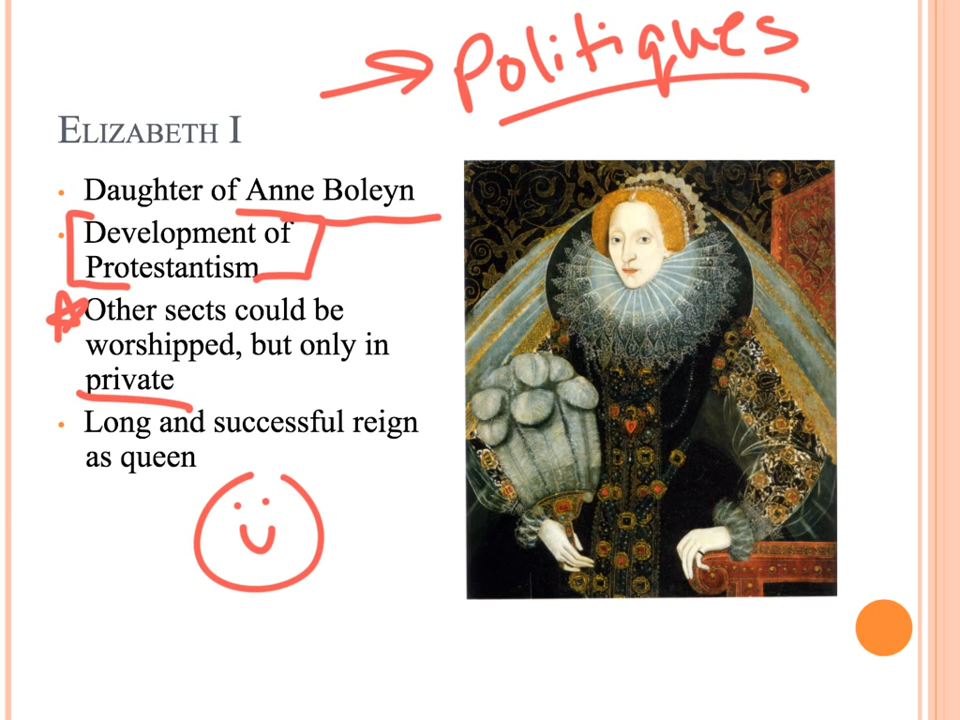 → Politiques
ELIZABETH I
• Daughter of Anne Boleyn
• Development of
Protestantism
Other sects could be
worshipped, but only in
private
• Long and successful reign
as queen